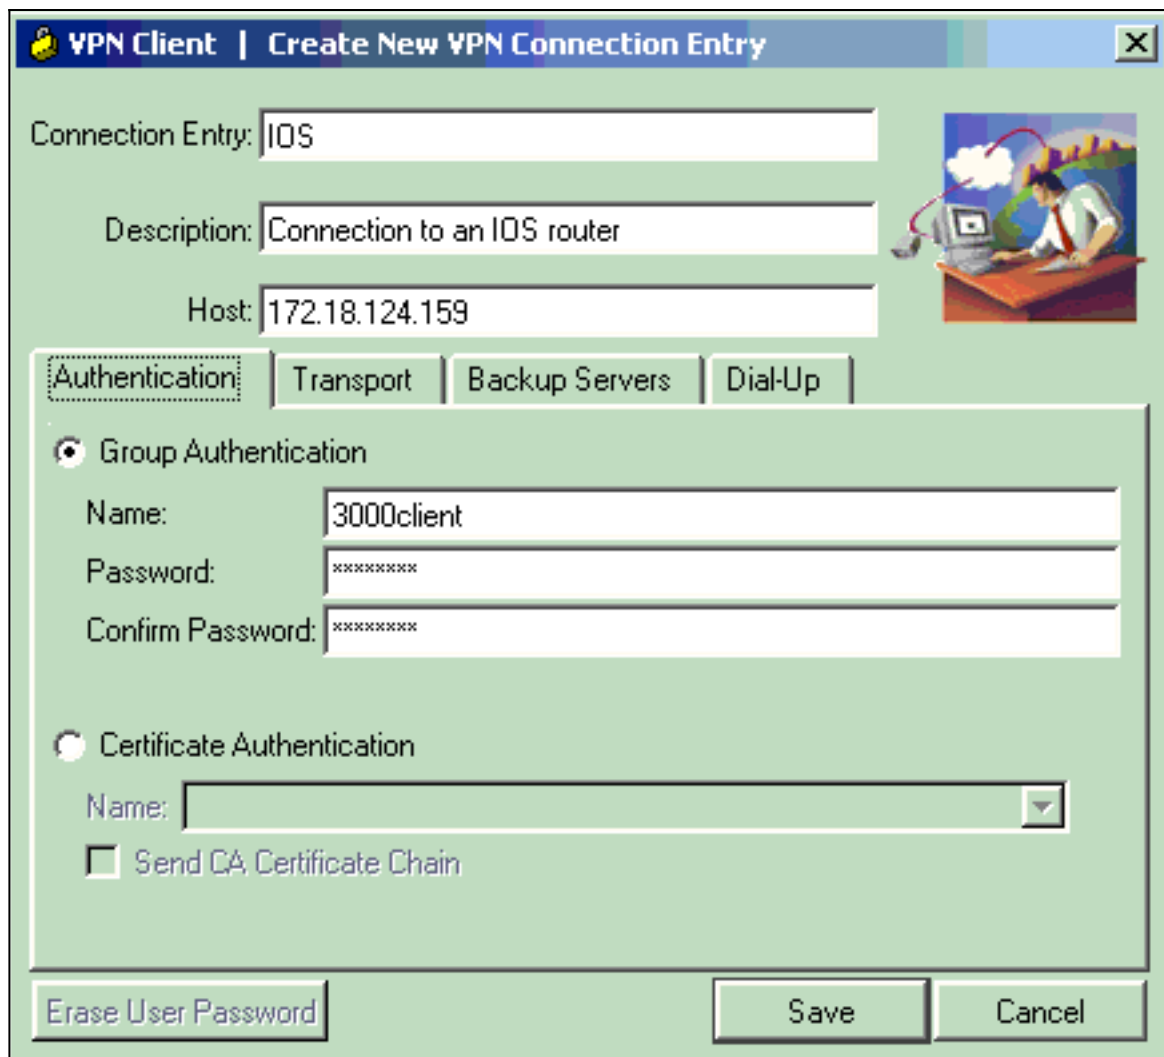 VPN Client | Create New VPN Connection Entry
Connection Entry: IOS
Description: Connection to an IOS router
Host: 172.18.124.159
Authentication Transport Backup Servers Dial-Up
Group Authentication
Name: 3000client
Password: ********
Confirm Password: ********
Certificate Authentication
Name:
Send CA Certificate Chain
Erase User Password Save Cancel